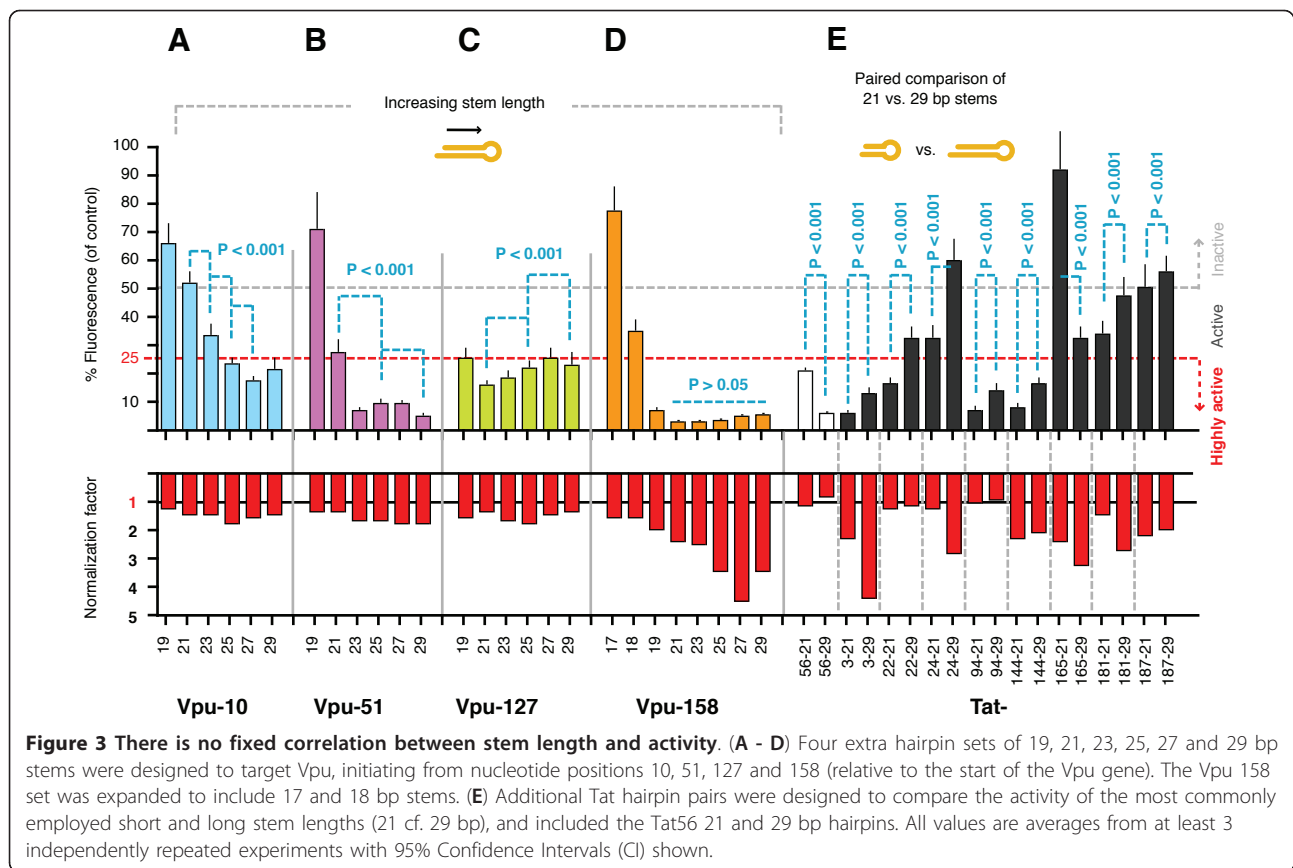 A B C D E
Increasing stem length
Paired comparison of
21 vs. 29 bp stems
vs.
% Fluorescence (of control)
100
90
80
70
60
50
40
25
10
P < 0.001
P < 0.001
P < 0.001
P > 0.05
P < 0.001
P < 0.001
P < 0.001
P < 0.001
P < 0.001
P < 0.001
P < 0.001
P < 0.001
P < 0.001
Inactive
Active
Highly active
Normalization factor
1
2
3
4
5
19 21 23 25 27 29
19 21 23 25 27 29
19 21 23 25 27 29
17 18 19 21 23 25 27 29
56-21 56-29 3-21 3-29 22-21 22-29 24-21 24-29 94-21 94-29 144-21 144-29 165-21 165-29 181-21 181-29 187-21 187-29
Vpu-10 Vpu-51 Vpu-127 Vpu-158 Tat-
Figure 3 There is no fixed correlation between stem length and activity. (A - D) Four extra hairpin sets of 19, 21, 23, 25, 27 and 29 bp
stems were designed to target Vpu, initiating from nucleotide positions 10, 51, 127 and 158 (relative to the start of the Vpu gene). The Vpu 158
set was expanded to include 17 and 18 bp stems. (E) Additional Tat hairpin pairs were designed to compare the activity of the most commonly
employed short and long stem lengths (21 cf. 29 bp), and included the Tat56 21 and 29 bp hairpins. All values are averages from at least 3
independently repeated experiments with 95% Confidence Intervals (CI) shown.